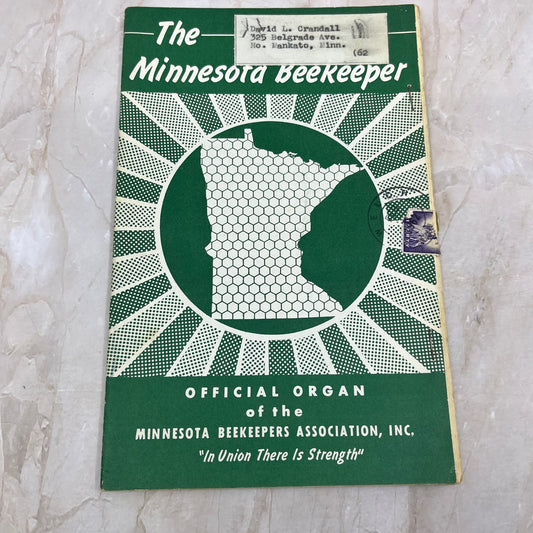 The
David L. Crandall
325 Belgrade Ave.
No. Mankato, Minn.
(62
Minnesota Beekeeper
OFFICIAL ORGAN
of the
MINNESOTA BEEKEEPERS ASSOCIATION, INC.
"In Union There Is Strength"